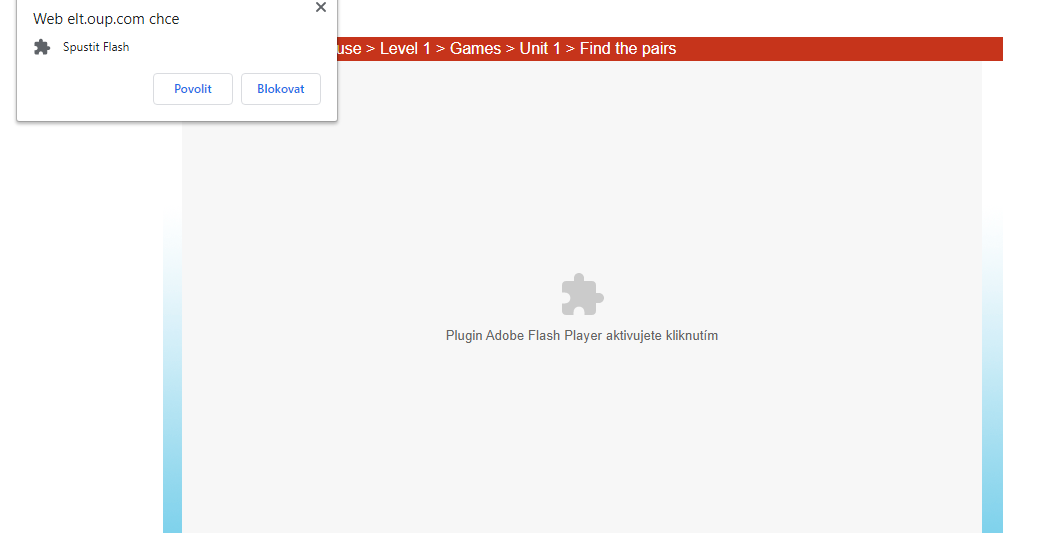 Web elt.oup.com chce
Spustit Flash
Povolit
Blokovat
use > Level 1 > Games > Unit 1 > Find the pairs
Plugin Adobe Flash Player aktivujete kliknutím